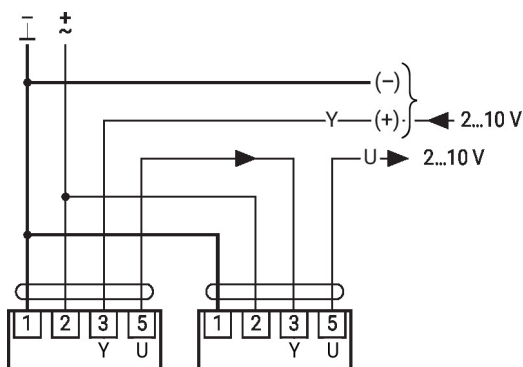 – +
⊥ ~
(–)
Y (+) 2...10 V
U 2...10 V
1 2 3 5 1 2 3 5
Y U Y U